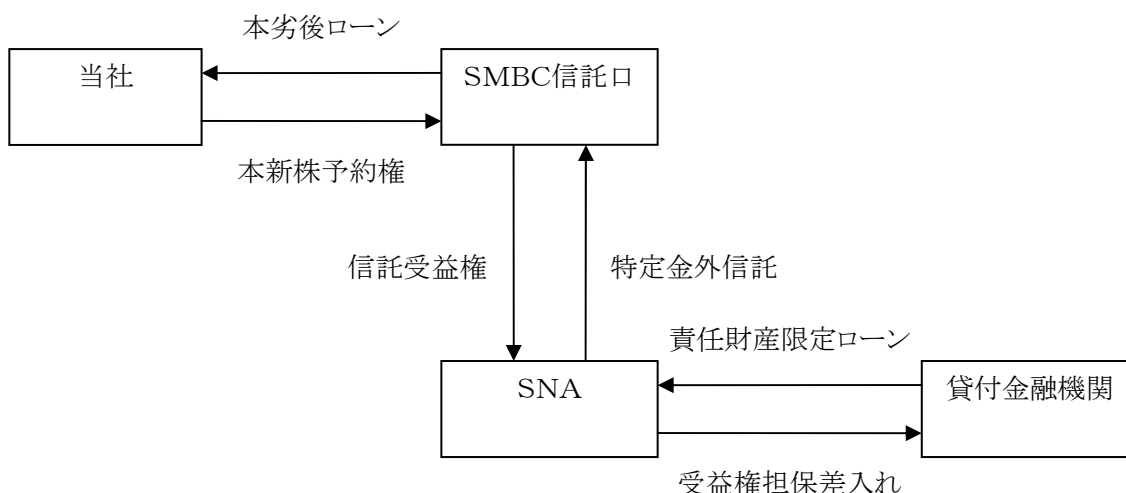 本劣後ローン
当社
SMBC信託口
本新株予約権
信託受益権
特定金外信託
責任財産限定ローン
SNA
貸付金融機関
受益権担保差入れ